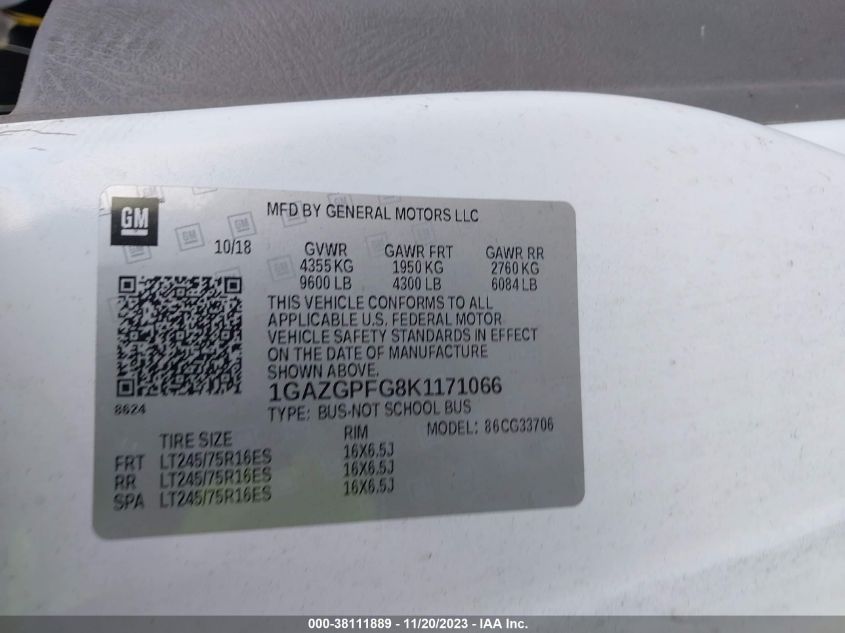 GM
MFD BY GENERAL MOTORS LLC
10/18
GVWR GAWR FRT GAWR RR
4355 KG 1950 KG 2760 KG
9600 LB 4300 LB 6084 LB
THIS VEHICLE CONFORMS TO ALL
APPLICABLE U.S. FEDERAL MOTOR
VEHICLE SAFETY STANDARDS IN EFFECT
ON THE DATE OF MANUFACTURE
SHOWN ABOVE.
1GAZGPFG8K1171066
8624
TYPE: BUS-NOT SCHOOL BUS
MODEL: 86CG33706
TIRE SIZE RIM
FRT LT245/75R16ES 16X6.5J
RR LT245/75R16ES 16X6.5J
SPA LT245/75R16ES 16X6.5J
000-38111889 - 11/20/2023 - IAA Inc.